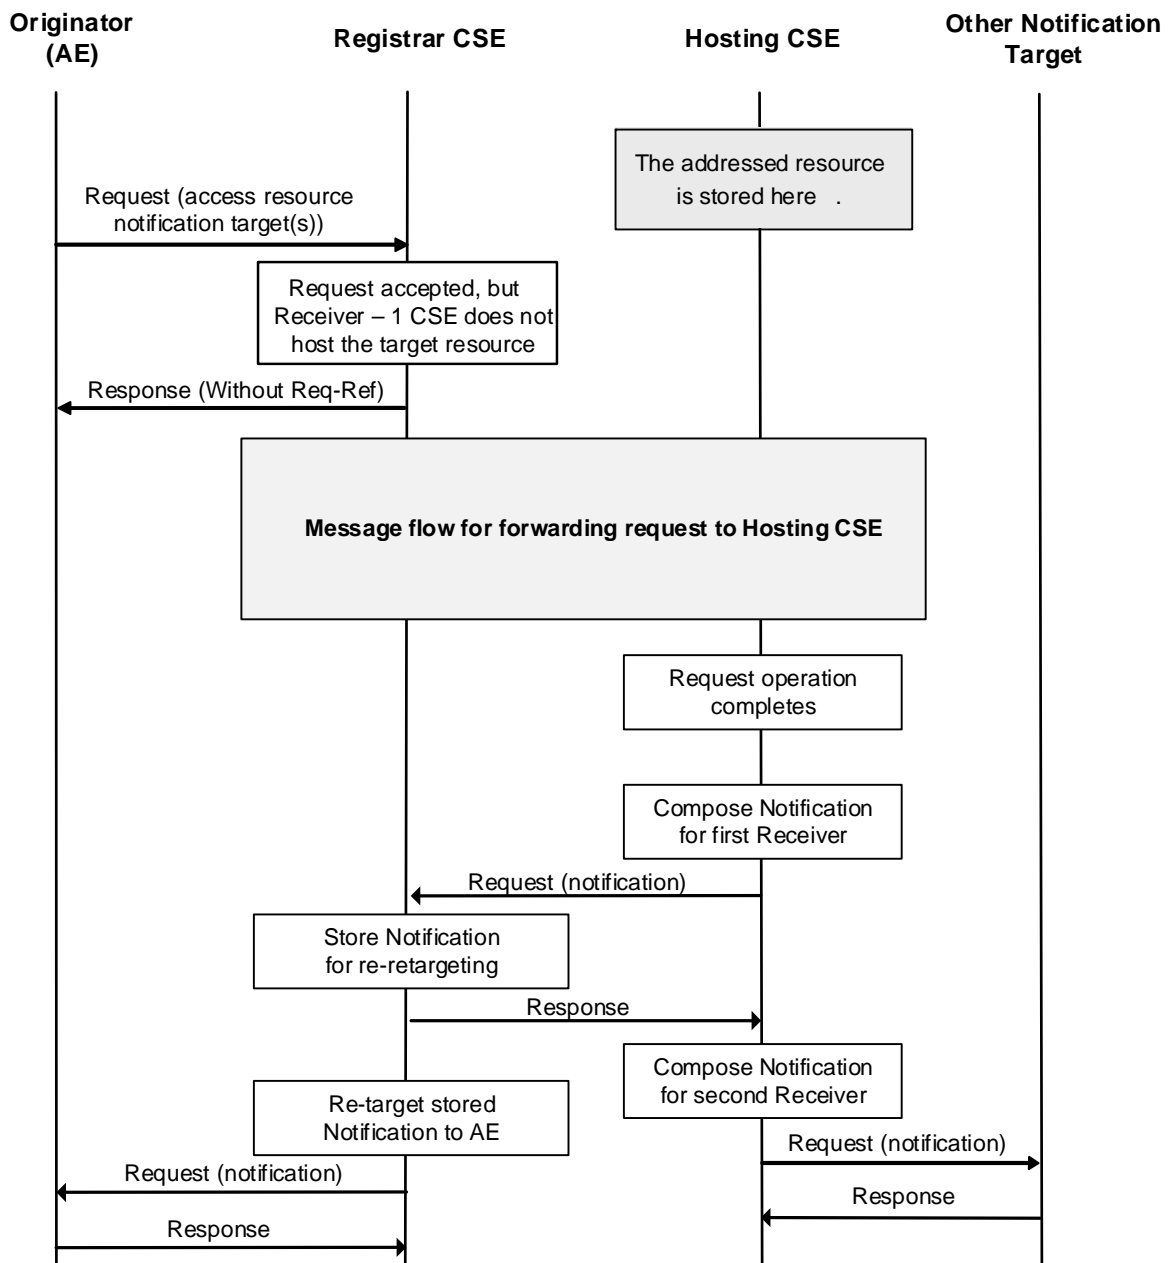 Originator
(AE)
Registrar CSE
Hosting CSE
Other Notification
Target
The addressed resource
is stored here .
Request (access resource
notification target(s))
Request accepted, but
Receiver – 1 CSE does not
host the target resource
Response (Without Req-Ref)
Message flow for forwarding request to Hosting CSE
Request operation
completes
Compose Notification
for first Receiver
Request (notification)
Store Notification
for re-retargeting
Response
Compose Notification
for second Receiver
Re-target stored
Notification to AE
Request (notification)
Request (notification)
Response
Response